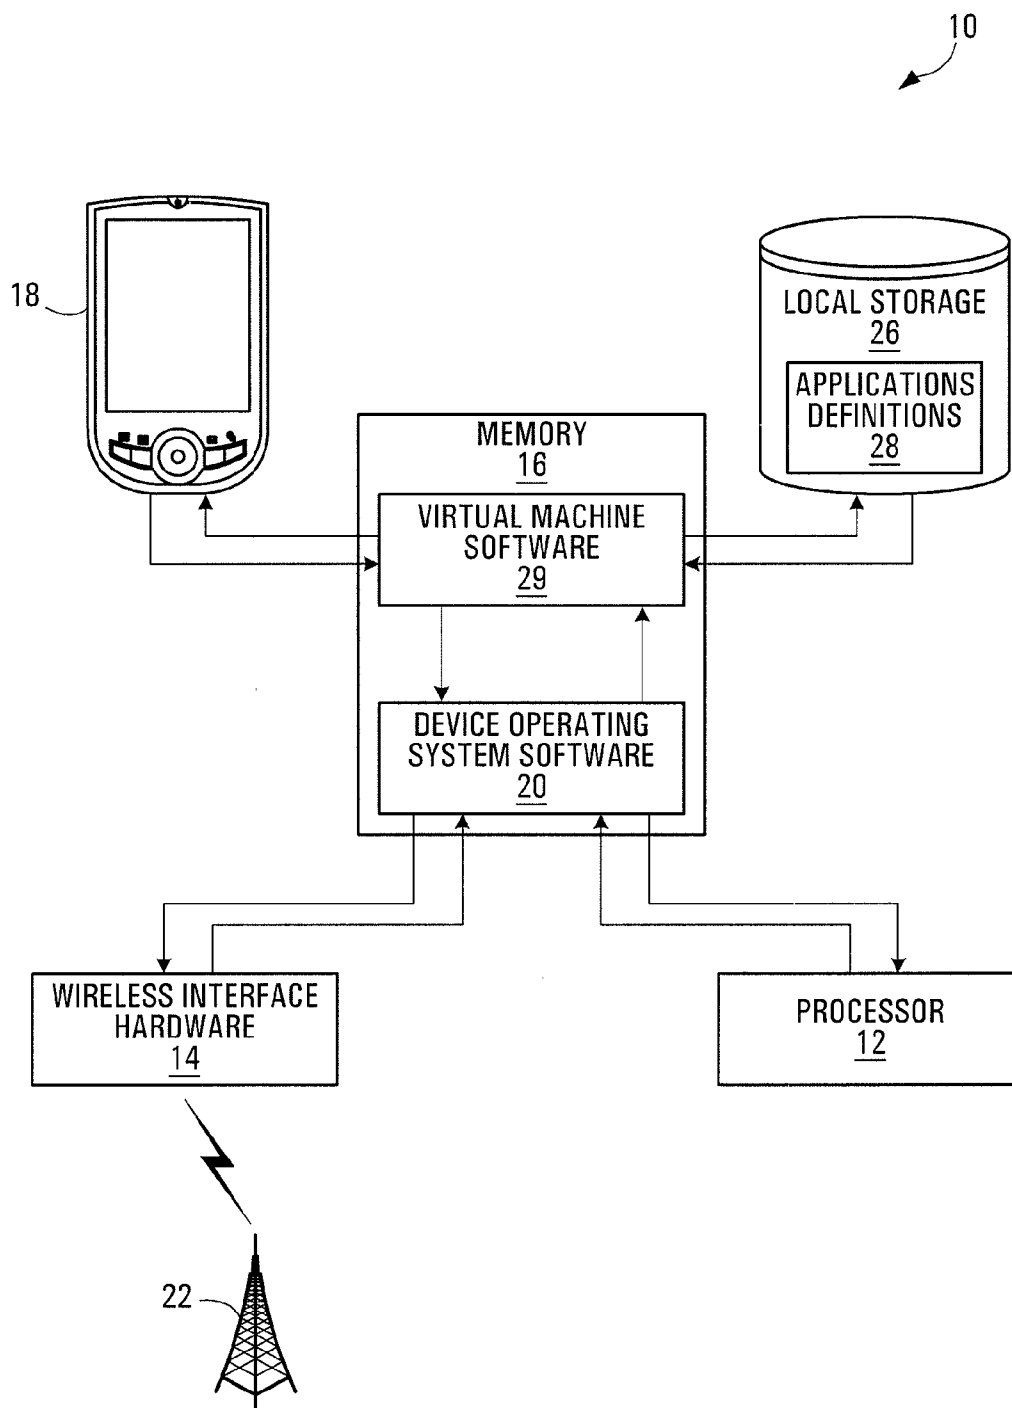 10
18
LOCAL STORAGE
26
APPLICATIONS
DEFINITIONS
28
MEMORY
16
VIRTUAL MACHINE
SOFTWARE
29
DEVICE OPERATING
SYSTEM SOFTWARE
20
WIRELESS INTERFACE
HARDWARE
14
PROCESSOR
12
22